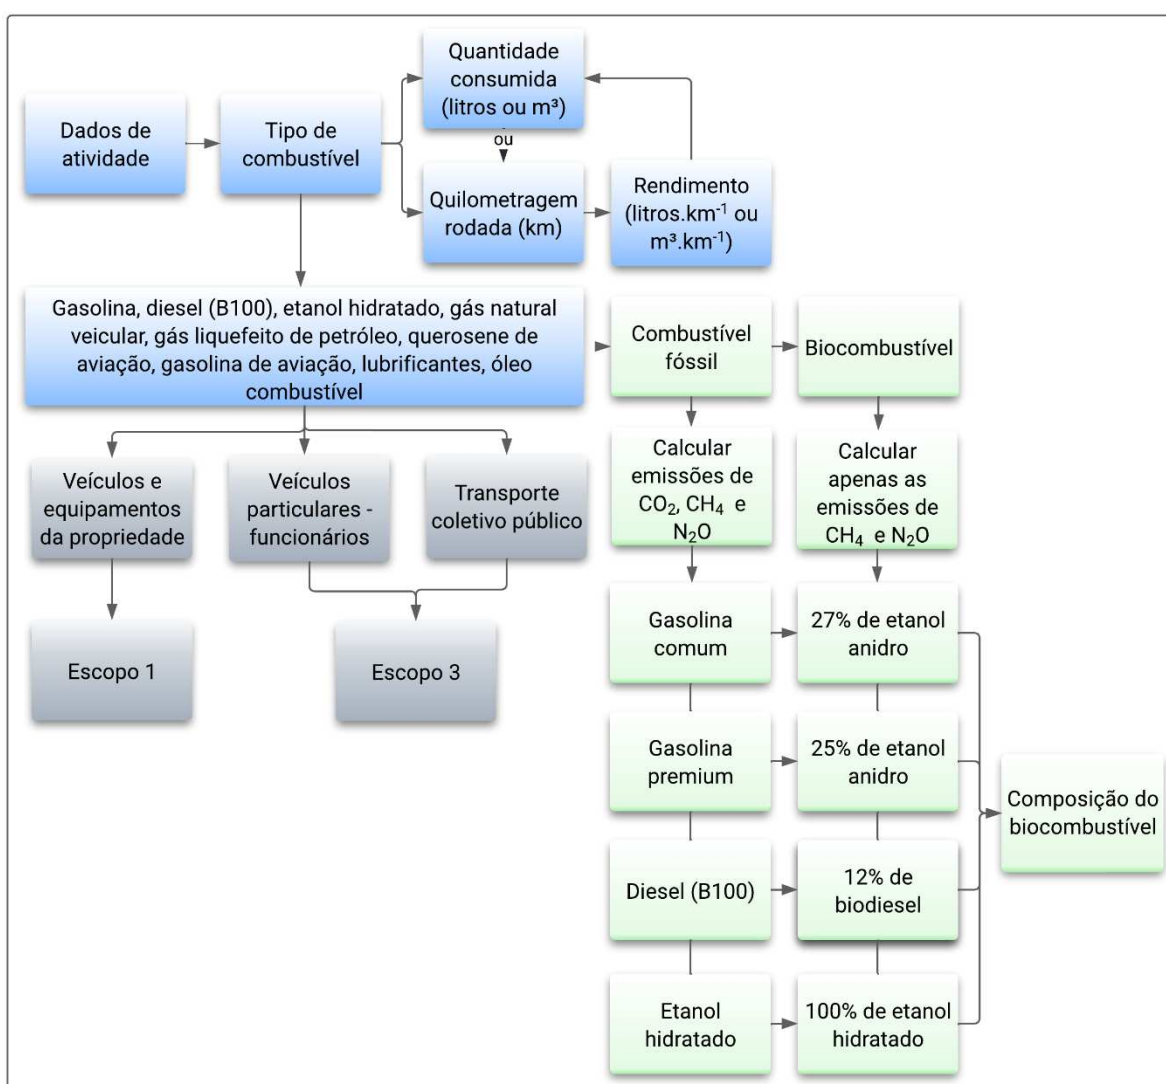 Quantidade
consumida
(litros ou m³)
Dados de
atividade
Tipo de
combustível
ou
Quilometragem
rodada (km)
Rendimento
(litros.km⁻¹ ou
m³.km⁻¹)
Gasolina, diesel (B100), etanol hidratado, gás natural
veicular, gás liquefeito de petróleo, querosene de
aviação, gasolina de aviação, lubrificantes, óleo
combustível
Combustível
fóssil
Biocombustível
Veículos e
equipamentos
da propriedade
Veículos
particulares -
funcionários
Transporte
coletivo público
Calcular
emissões de
CO₂, CH₄ e
N₂O
Calcular
apenas as
emissões de
CH₄ e N₂O
Escopo 1
Escopo 3
Gasolina
comum
27% de etanol
anidro
Gasolina
premium
25% de etanol
anidro
Composição do
biocombustível
Diesel (B100)
12% de
biodiesel
Etanol
hidratado
100% de etanol
hidratado